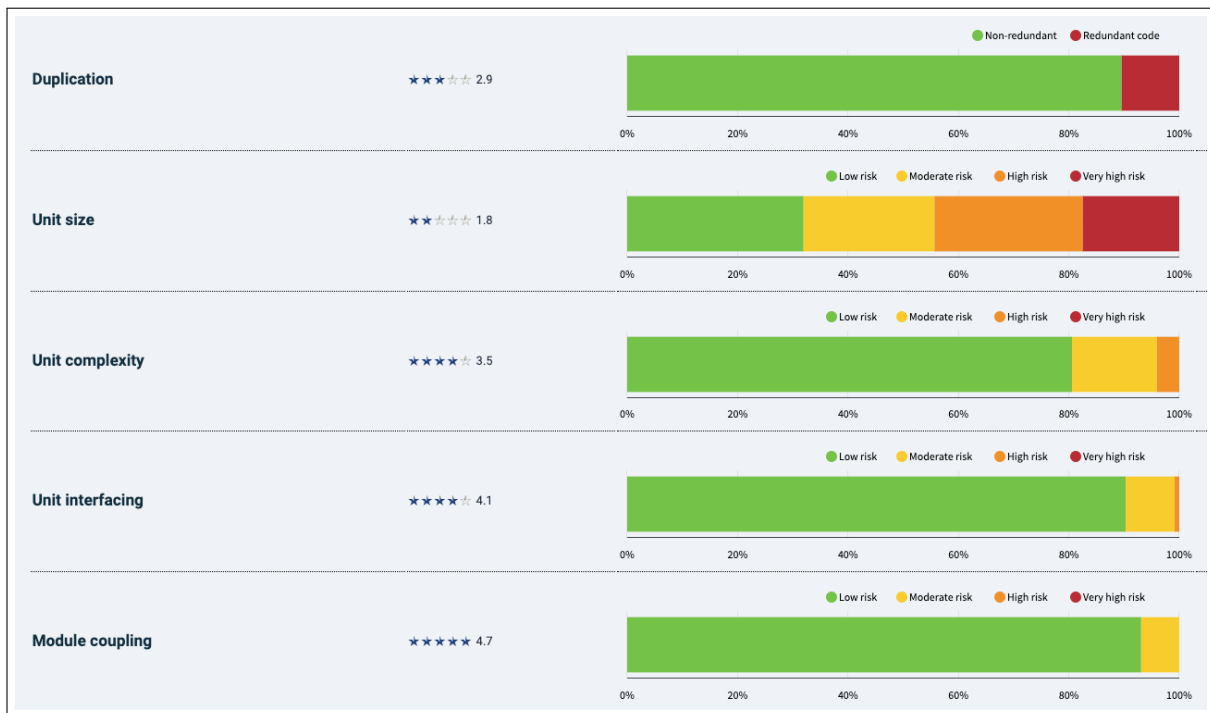 Non-redundant Redundant code
Duplication 2.9
0% 20% 40% 60% 80% 100%
Low risk Moderate risk High risk Very high risk
Unit size 1.8
0% 20% 40% 60% 80% 100%
Low risk Moderate risk High risk Very high risk
Unit complexity 3.5
0% 20% 40% 60% 80% 100%
Low risk Moderate risk High risk Very high risk
Unit interfacing 4.1
0% 20% 40% 60% 80% 100%
Low risk Moderate risk High risk Very high risk
Module coupling 4.7
0% 20% 40% 60% 80% 100%